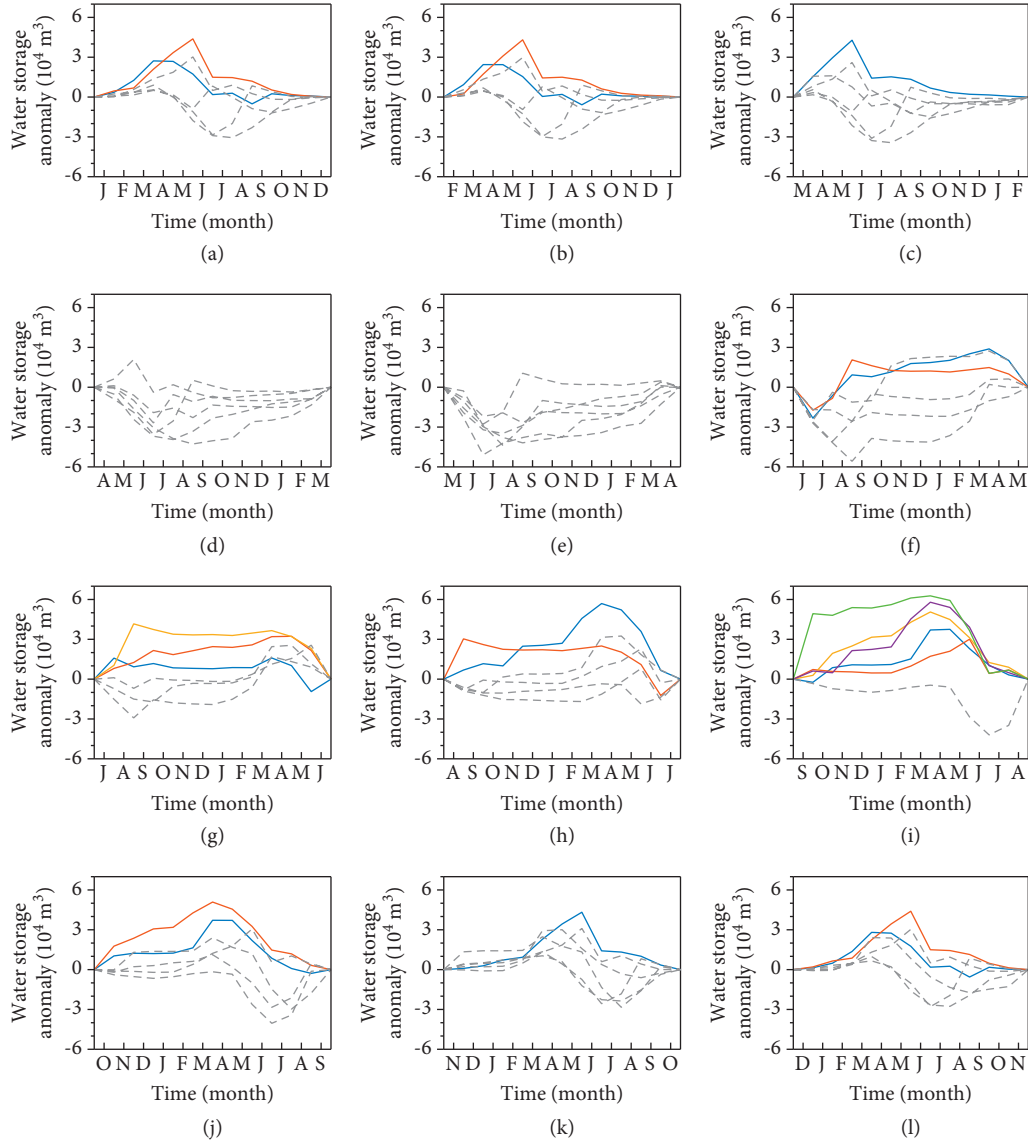 Water storage
anomaly (10⁴ m³)
6
3
0
-3
-6
J F M A M J J A S O N D
Time (month)
(a)
Water storage
anomaly (10⁴ m³)
6
3
0
-3
-6
F M A M J J A S O N D J
Time (month)
(b)
Water storage
anomaly (10⁴ m³)
6
3
0
-3
-6
M A M J J A S O N D J F
Time (month)
(c)
Water storage
anomaly (10⁴ m³)
6
3
0
-3
-6
A M J J A S O N D J F M
Time (month)
(d)
Water storage
anomaly (10⁴ m³)
6
3
0
-3
-6
M J J A S O N D J F M A
Time (month)
(e)
Water storage
anomaly (10⁴ m³)
6
3
0
-3
-6
J J A S O N D J F M A M
Time (month)
(f)
Water storage
anomaly (10⁴ m³)
6
3
0
-3
-6
J A S O N D J F M A M J
Time (month)
(g)
Water storage
anomaly (10⁴ m³)
6
3
0
-3
-6
A S O N D J F M A M J J
Time (month)
(h)
Water storage
anomaly (10⁴ m³)
6
3
0
-3
-6
S O N D J F M A M J J A
Time (month)
(i)
Water storage
anomaly (10⁴ m³)
6
3
0
-3
-6
O N D J F M A M J J A S
Time (month)
(j)
Water storage
anomaly (10⁴ m³)
6
3
0
-3
-6
N D J F M A M J J A S O
Time (month)
(k)
Water storage
anomaly (10⁴ m³)
6
3
0
-3
-6
D J F M A M J J A S O N
Time (month)
(l)